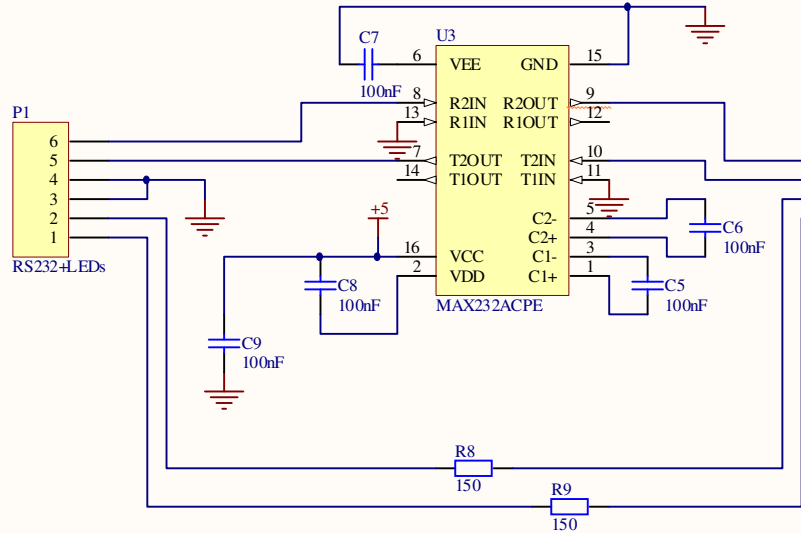 C7
100nF
U3
6 VEE GND 15
8 R2IN R2OUT 9
13 R1IN R1OUT 12
7 T2OUT T2IN 10
14 T1OUT T1IN 11
C2- 5
C2+ 4
16 VCC C1- 3
2 VDD C1+ 1
MAX232ACPE
P1
6
5
4
3
2
1
RS232+LEDs
+5
C8
100nF
C9
100nF
C6
100nF
C5
100nF
R8
150
R9
150